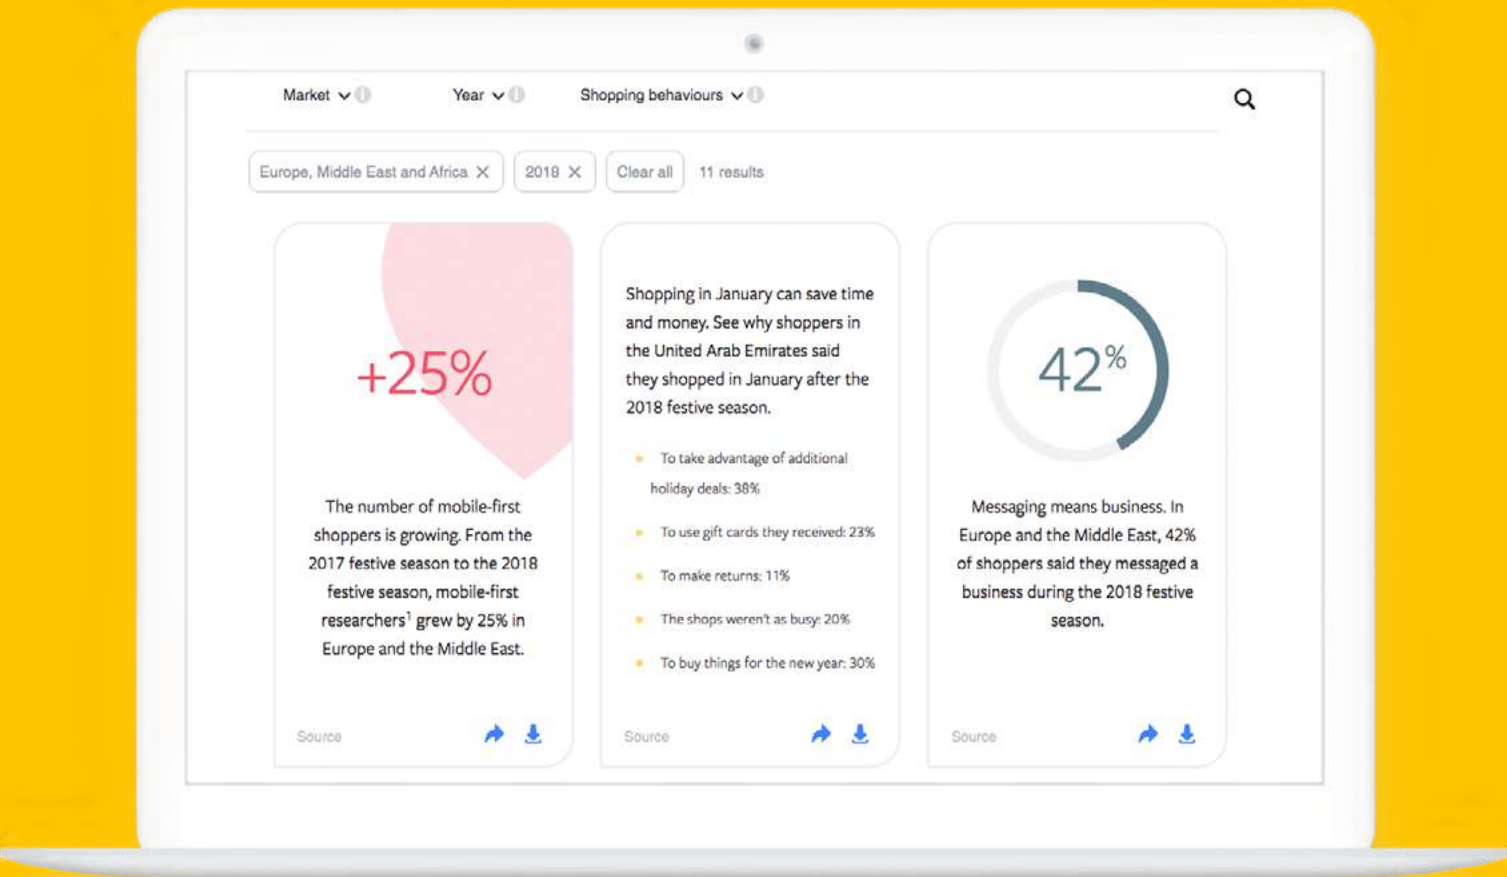 Market
Year
Shopping behaviours
Europe, Middle East and Africa ×
2018 ×
Clear all
11 results
+25%
The number of mobile-first
shoppers is growing. From the
2017 festive season to the 2018
festive season, mobile-first
researchers¹ grew by 25% in
Europe and the Middle East.
Source
Shopping in January can save time
and money. See why shoppers in
the United Arab Emirates said
they shopped in January after the
2018 festive season.
To take advantage of additional
holiday deals: 38%
To use gift cards they received: 23%
To make returns: 11%
The shops weren't as busy: 20%
To buy things for the new year: 30%
Source
42%
Messaging means business. In
Europe and the Middle East, 42%
of shoppers said they messaged a
business during the 2018 festive
season.
Source